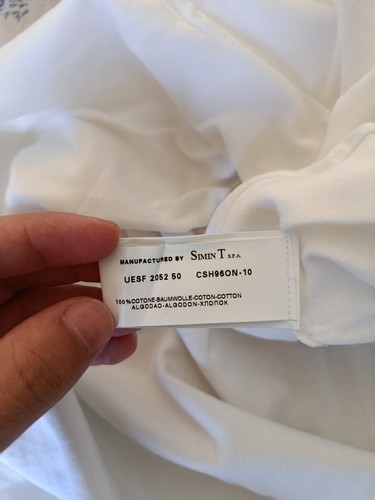 MANUFACTURED BY SIMIN T S.P.A.
UESF 2052 50 CSH96ON-10
100%COTONE-BAUMWOLLE-COTON-COTTON
ALGODAO-ALGODON-ХЛОПОК